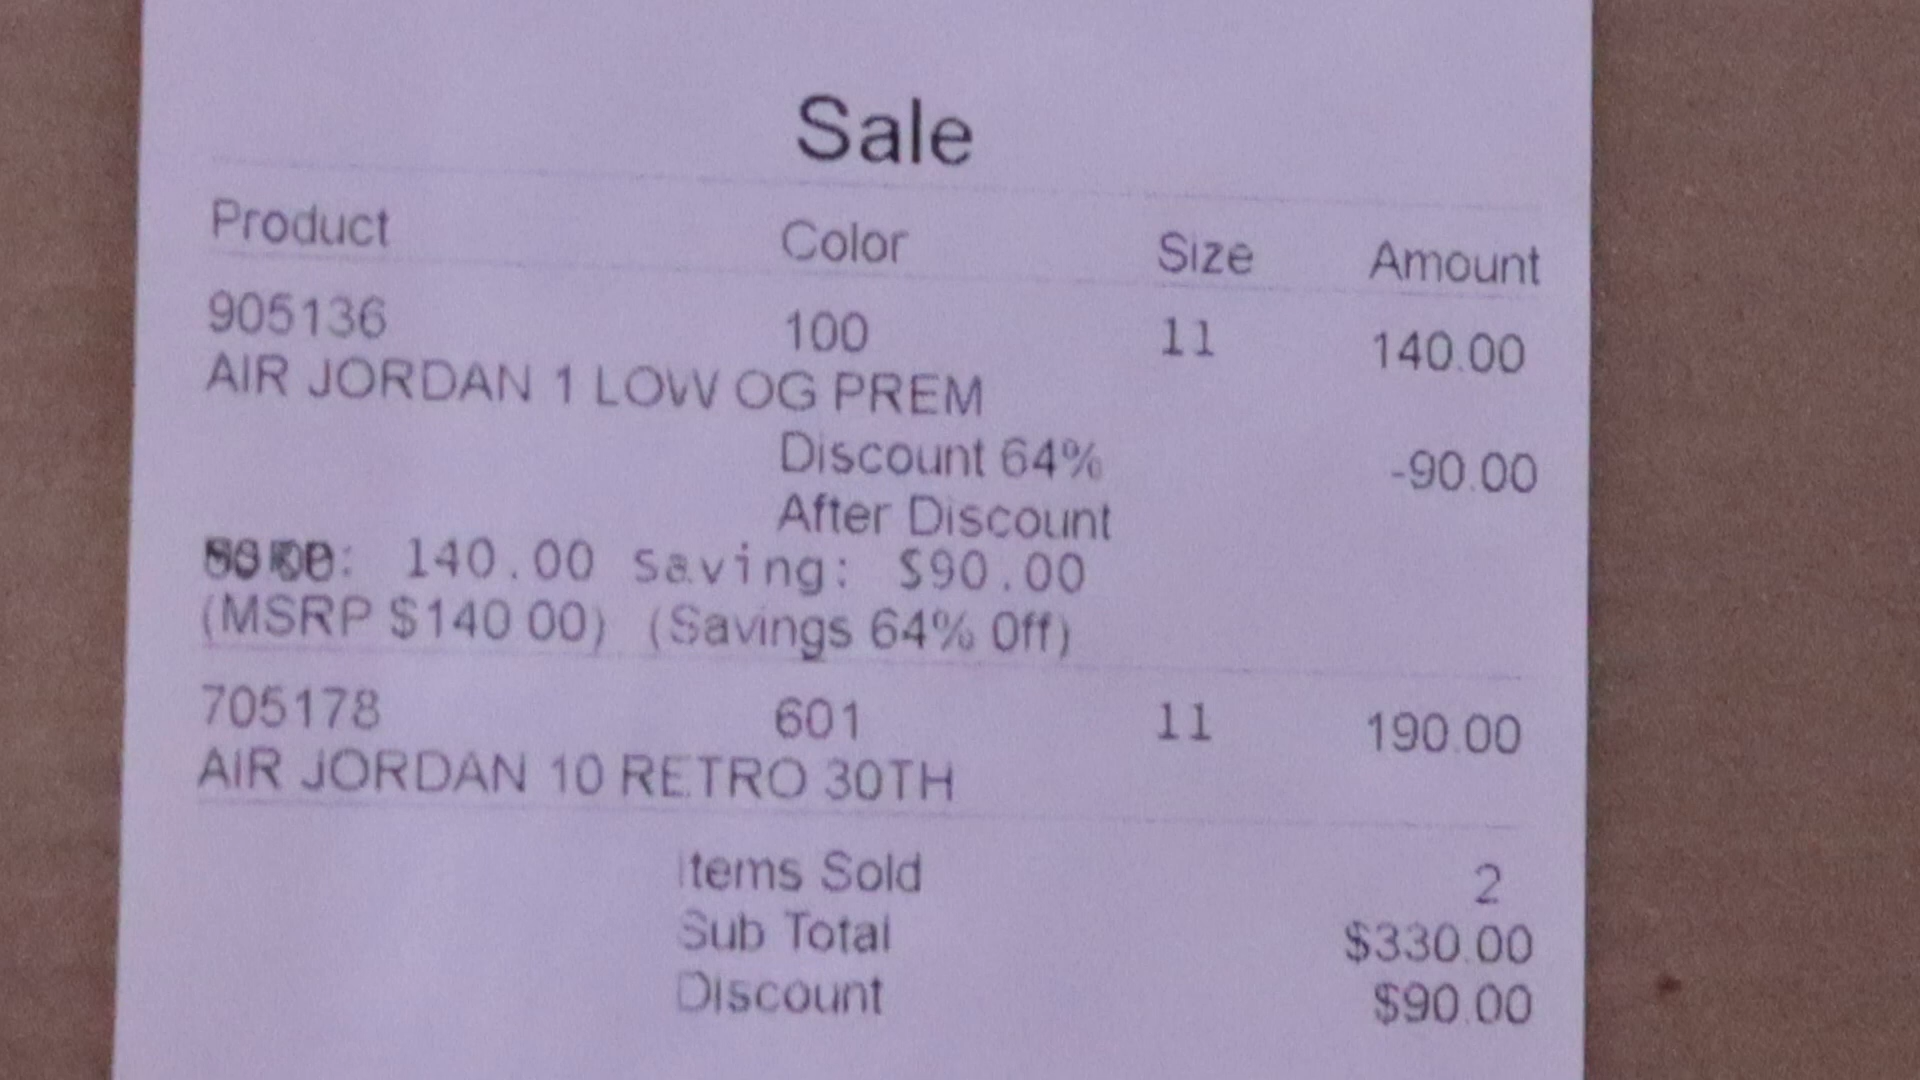 Sale
Product Color Size Amount
905136 100 11 140.00
AIR JORDAN 1 LOW OG PREM
Discount 64% -90.00
After Discount
140.00 saving: $90.00
(MSRP $140 00) (Savings 64% Off)
705178 601 11 190.00
AIR JORDAN 10 RETRO 30TH
Items Sold 2
Sub Total $330.00
Discount $90.00